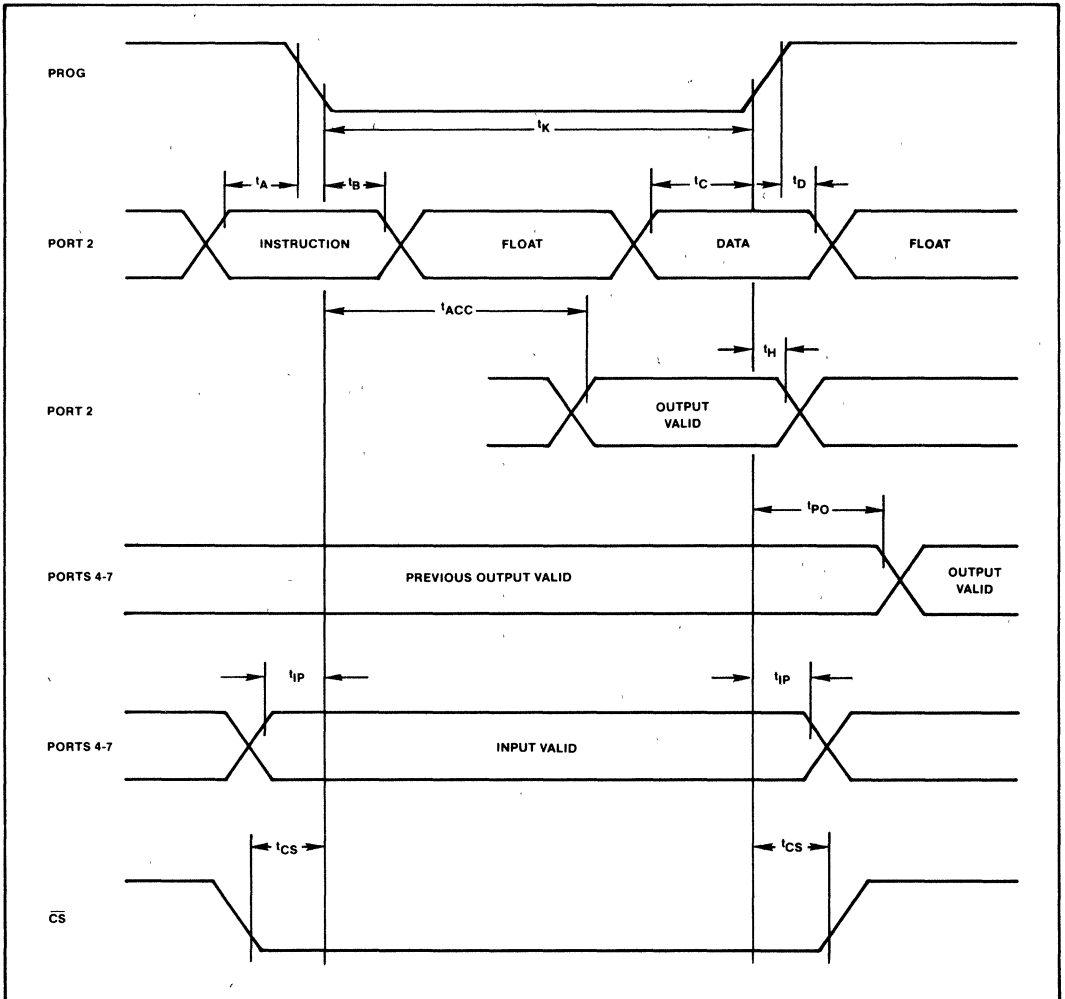 PROG
tK
tA
tB
tC
tD
PORT 2
INSTRUCTION
FLOAT
DATA
FLOAT
tACC
tH
PORT 2
OUTPUT
VALID
tPO
PORTS 4-7
PREVIOUS OUTPUT VALID
OUTPUT
VALID
tIP
tIP
PORTS 4-7
INPUT VALID
tCS
tCS
C̅S̅